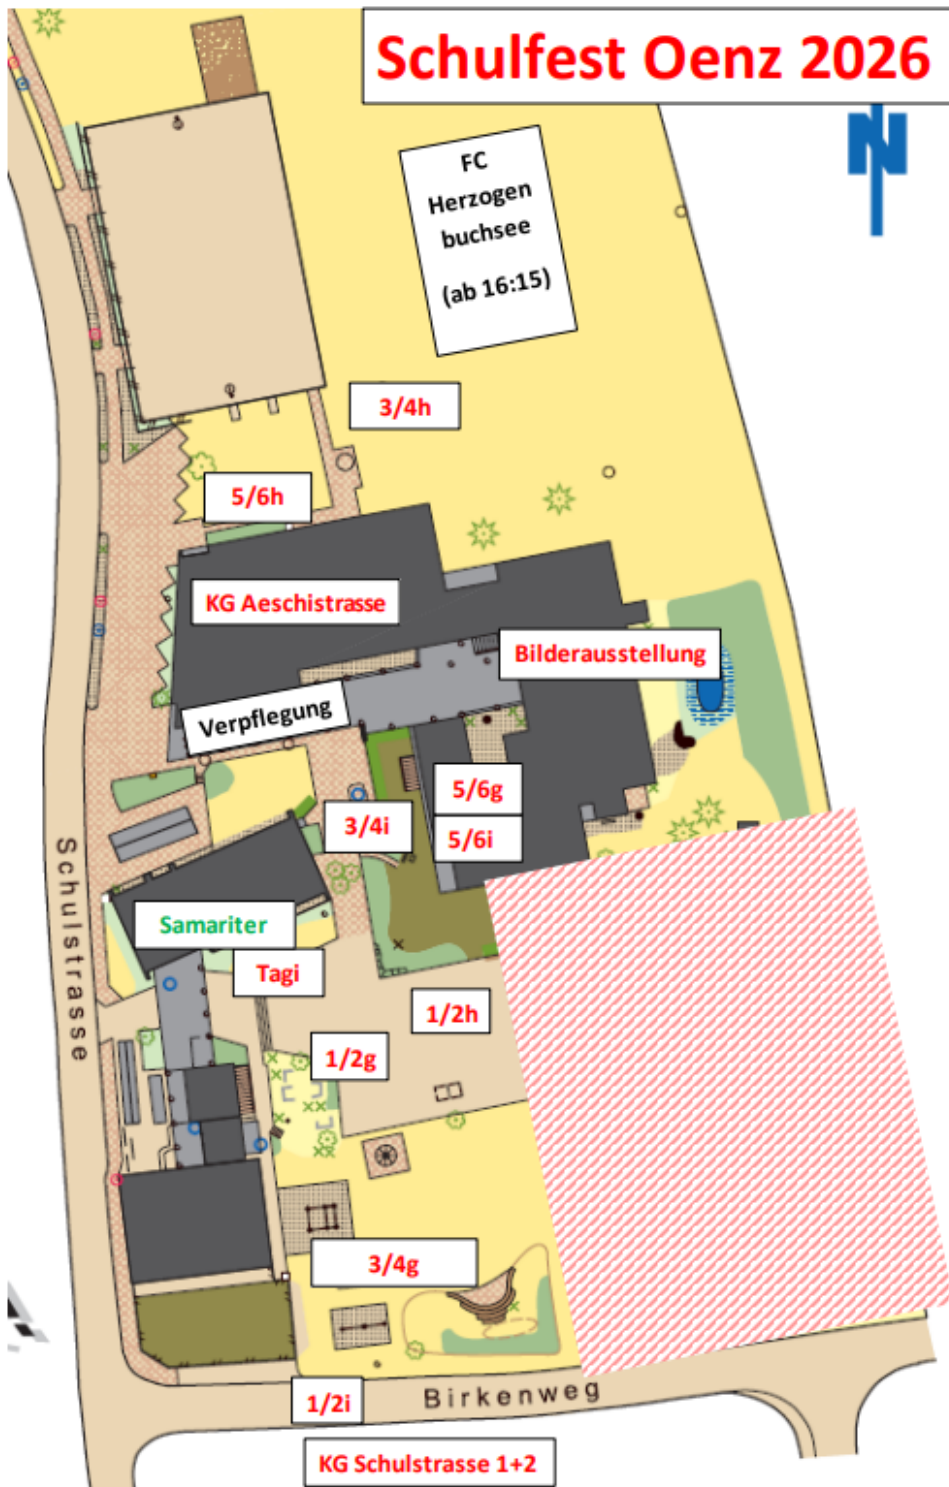 Schulfest Oenz 2026
N
FC
Herzogen
buchsee
(ab 16:15)
3/4h
5/6h
KG Aeschistrasse
Bilderausstellung
Verpflegung
5/6g
3/4i
5/6i
Schulstrasse
Samariter
Tagi
1/2h
1/2g
3/4g
1/2i
Birkenweg
KG Schulstrasse 1+2